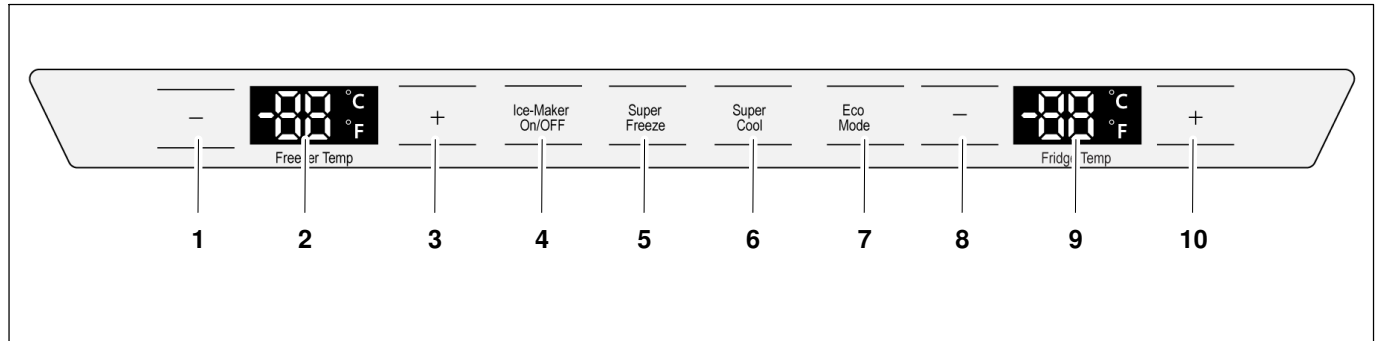 − -88 °C °F + Ice-Maker On/OFF Super Freeze Super Cool Eco Mode − -88 °C °F +
Freezer Temp Fridge Temp
1 2 3 4 5 6 7 8 9 10